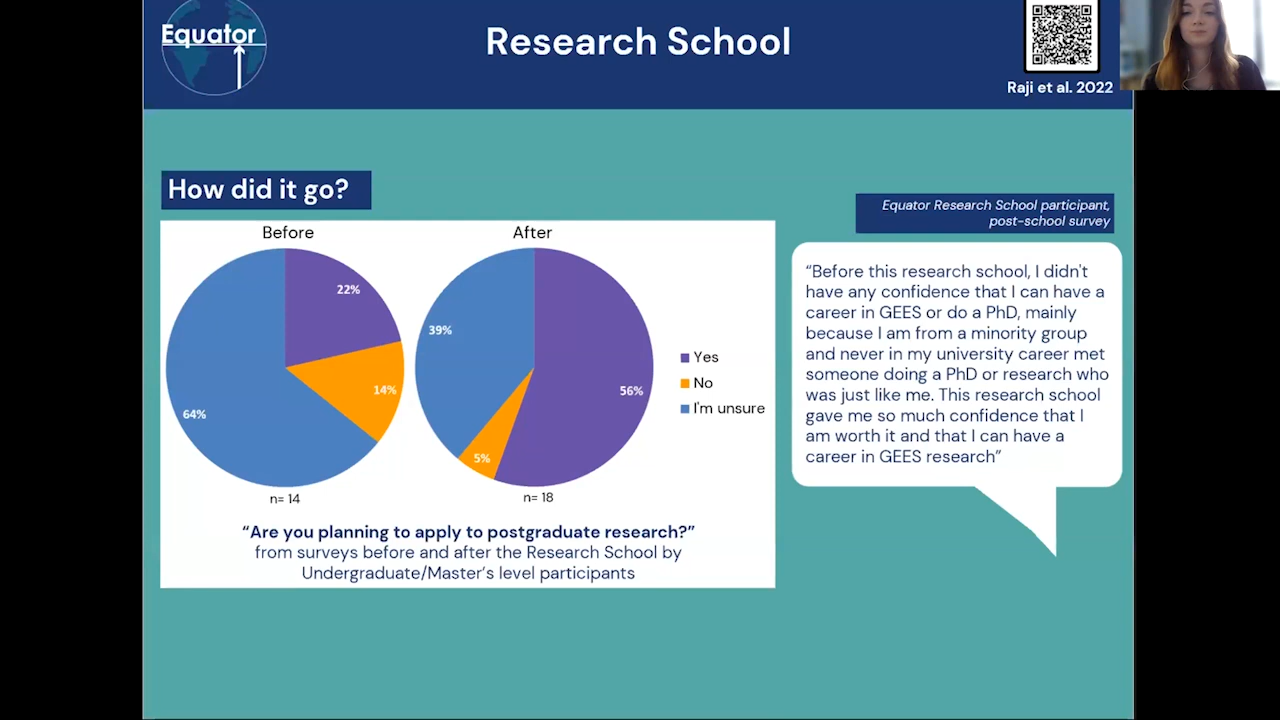 Equator
Research School
Raji et al. 2022
How did it go?
Before
After
22%
14%
64%
39%
56%
5%
Yes
No
I'm unsure
n= 14
n= 18
“Are you planning to apply to postgraduate research?”
from surveys before and after the Research School by
Undergraduate/Master's level participants
Equator Research School participant,
post-school survey
“Before this research school, I didn't
have any confidence that I can have a
career in GEES or do a PhD, mainly
because I am from a minority group
and never in my university career met
someone doing a PhD or research who
was just like me. This research school
gave me so much confidence that I
am worth it and that I can have a
career in GEES research”